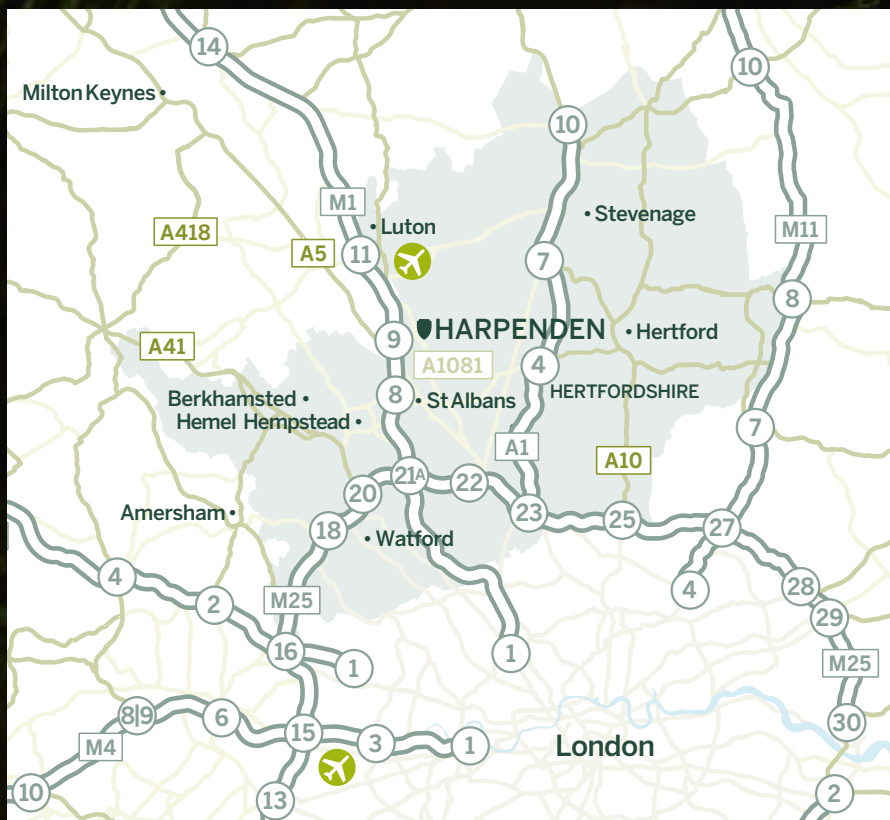 14
10
Milton Keynes
10
M1
Stevenage
Luton
A418
M11
A5
11
7
8
HARPENDEN
Hertford
9
A41
A1081
4
8
HERTFORDSHIRE
Berkhamsted
St Albans
Hemel Hempstead
7
A1
A10
21A
22
20
Amersham
23
25
27
18
Watford
4
2
M25
4
28
29
16
1
1
M25
8|9
6
15
3
1
30
M4
London
10
13
2